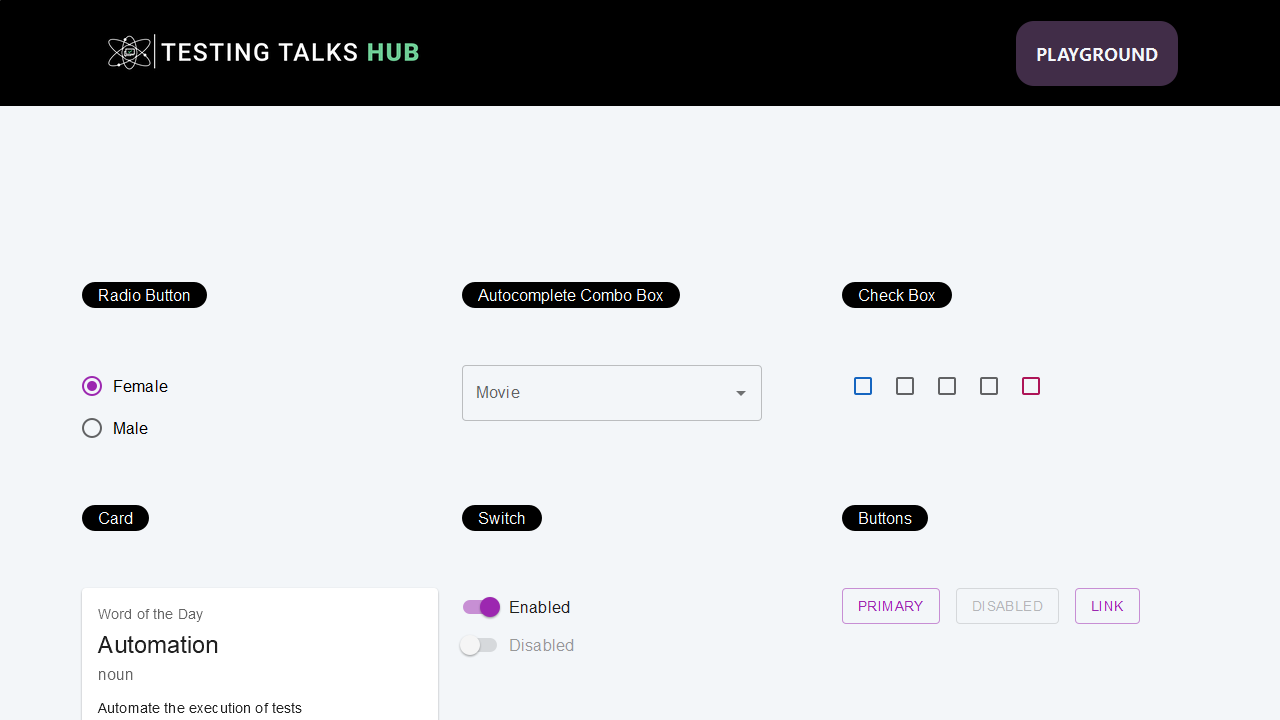 TESTING TALKS HUB
PLAYGROUND
Radio Button
Autocomplete Combo Box
Check Box
Female
Male
Movie
Card
Switch
Buttons
Word of the Day
Automation
noun
Automate the execution of tests
Enabled
Disabled
PRIMARY
DISABLED
LINK